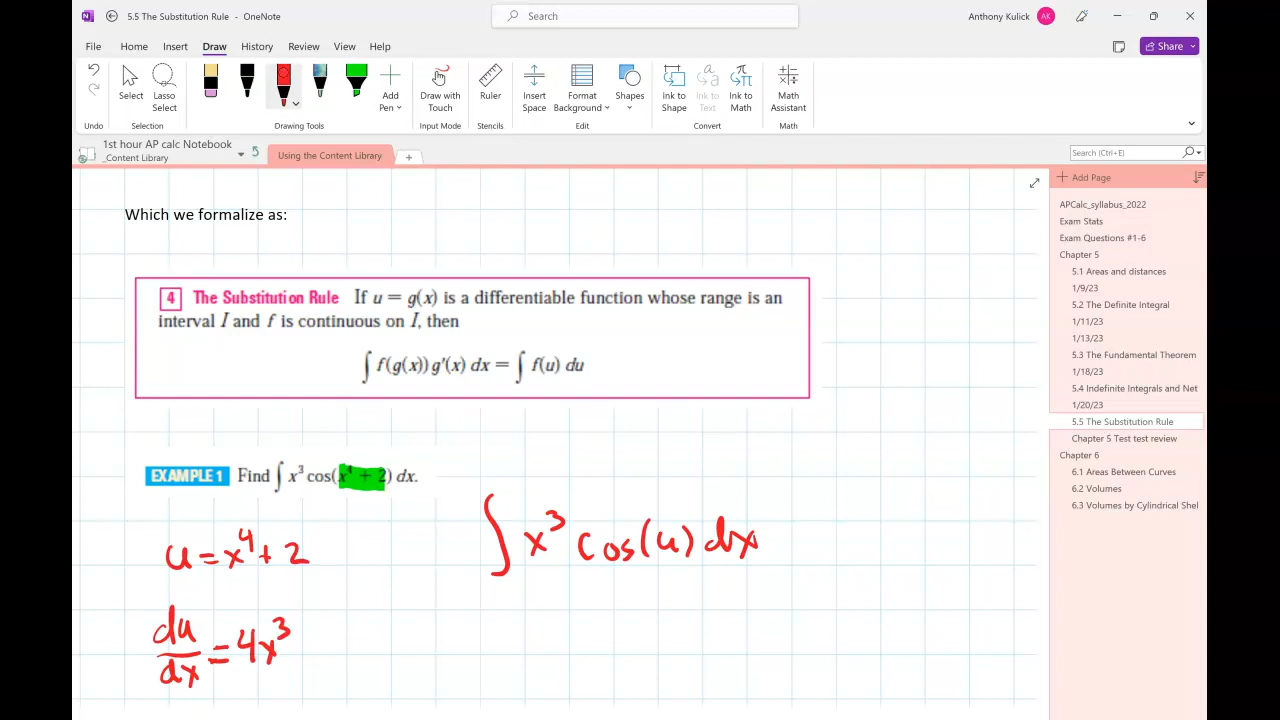 5.5 The Substitution Rule - OneNote
Search
Anthony Kulick
AK
File Home Insert Draw History Review View Help
Share
Undo
Select
Lasso Select
Add Pen
Draw with Touch
Ruler
Insert Space
Format Background
Shapes
Ink to Shape
Ink to Text
Ink to Math
Math Assistant
Selection
Drawing Tools
Input Mode
Stencils
Edit
Convert
Math
1st hour AP calc Notebook
_Content Library
Using the Content Library
+
Search (Ctrl+E)
Add Page
APCalc_syllabus_2022
Exam Stats
Exam Questions #1-6
Chapter 5
5.1 Areas and distances
1/9/23
5.2 The Definite Integral
1/11/23
1/13/23
5.3 The Fundamental Theorem
1/18/23
5.4 Indefinite Integrals and Net
1/20/23
5.5 The Substitution Rule
Chapter 5 Test test review
Chapter 6
6.1 Areas Between Curves
6.2 Volumes
6.3 Volumes by Cylindrical Shel
Which we formalize as:
4 The Substitution Rule If u = g(x) is a differentiable function whose range is an
interval I and f is continuous on I, then
∫ f(g(x)) g′(x) dx = ∫ f(u) du
EXAMPLE 1 Find ∫ x³ cos(x⁴ + 2) dx.
u = x⁴ + 2
∫ x³ cos(u) dx
du/dx = 4x³